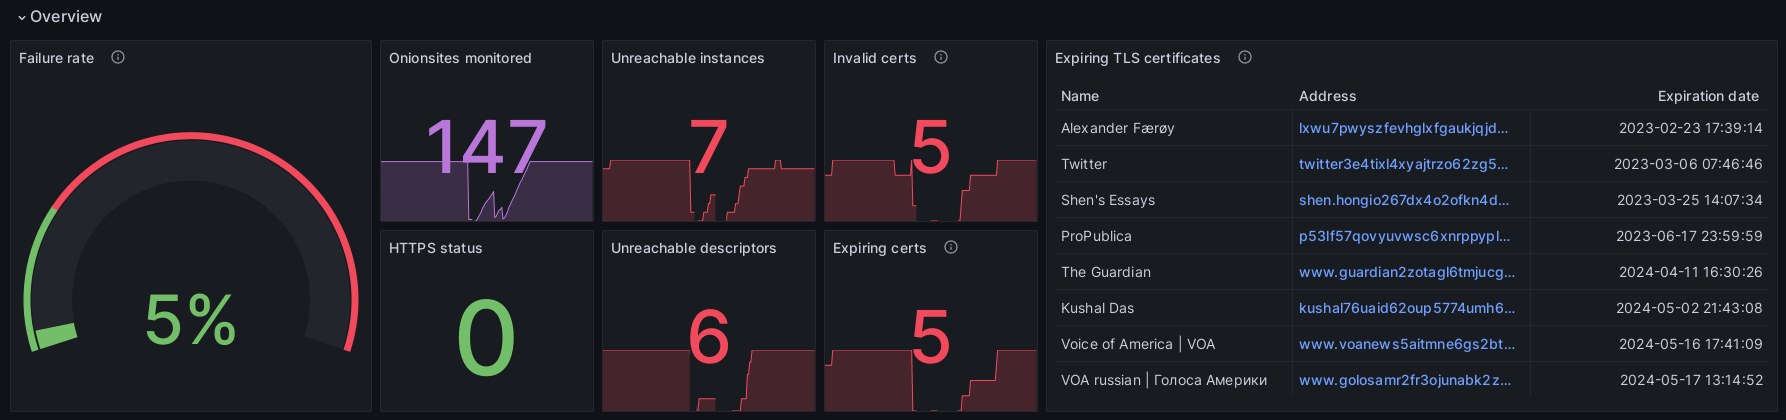 Overview
Failure rate
5%
Onionsites monitored
147
Unreachable instances
7
Invalid certs
5
HTTPS status
0
Unreachable descriptors
6
Expiring certs
5
Expiring TLS certificates
Name Address Expiration date
Alexander Færøy lxwu7pwyszfevhglxfgaukjqjd... 2023-02-23 17:39:14
Twitter twitter3e4tixl4xyajtrzo62zg5... 2023-03-06 07:46:46
Shen's Essays shen.hongio267dx4o2ofkn4d... 2023-03-25 14:07:34
ProPublica p53lf57qovyuvwsc6xnrppypl... 2023-06-17 23:59:59
The Guardian www.guardian2zotagl6tmjucg... 2024-04-11 16:30:26
Kushal Das kushal76uaid62oup5774umh6... 2024-05-02 21:43:08
Voice of America | VOA www.voanews5aitmne6gs2bt... 2024-05-16 17:41:09
VOA russian | Голоса Америки www.golosamr2fr3ojunabk2z... 2024-05-17 13:14:52